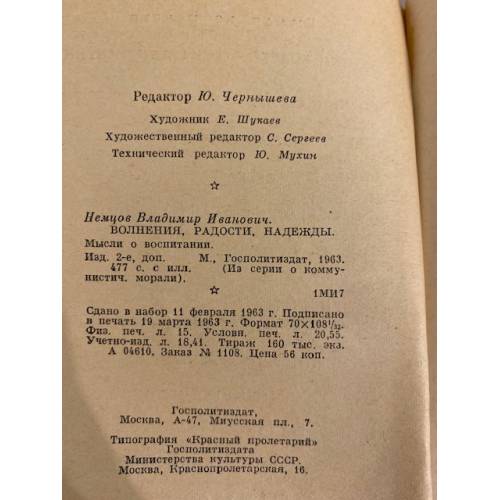 Редактор Ю. Чернышева
Художник Е. Шукаев
Художественный редактор С. Сергеев
Технический редактор Ю. Мухин
☆
Немцов Владимир Иванович.
ВОЛНЕНИЯ, РАДОСТИ, НАДЕЖДЫ.
Мысли о воспитании.
Изд. 2-е, доп. М., Госполитиздат, 1963.
477 с. с илл. (Из серии о комму-
нистич. морали).
☆ 1МИ7
Сдано в набор 11 февраля 1963 г. Подписано
в печать 19 марта 1963 г. Формат 70×108¹/₃₂.
Физ. печ. л. 15. Условн. печ. л. 20,55.
Учетно-изд. л. 18,41. Тираж 160 тыс. экз.
А 04610. Заказ № 1108. Цена 56 коп.
Госполитиздат,
Москва, А-47, Миусская пл., 7.
Типография «Красный пролетарий»
Госполитиздата
Министерства культуры СССР.
Москва, Краснопролетарская, 16.